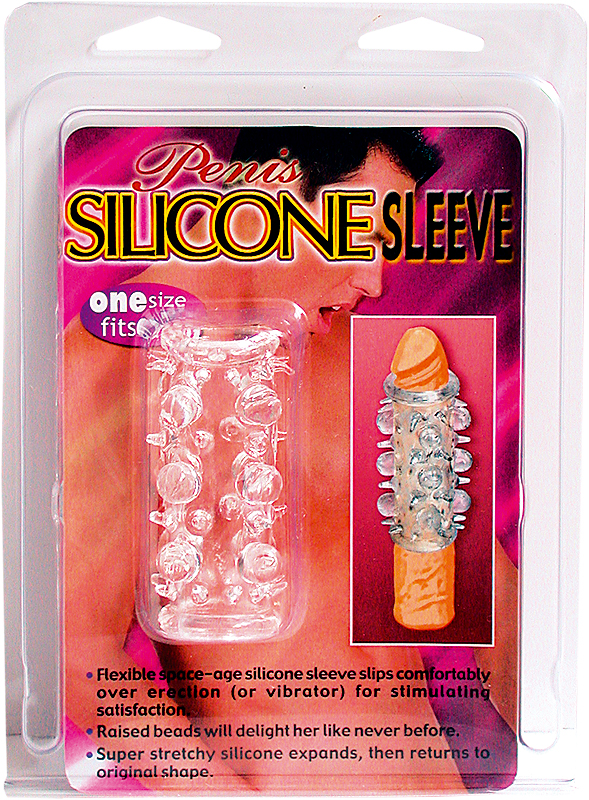 Penis
SILICONE SLEEVE
one size
fits
• Flexible space-age silicone sleeve slips comfortably
over erection (or vibrator) for stimulating
satisfaction.
• Raised beads will delight her like never before.
• Super stretchy silicone expands, then returns to
original shape.